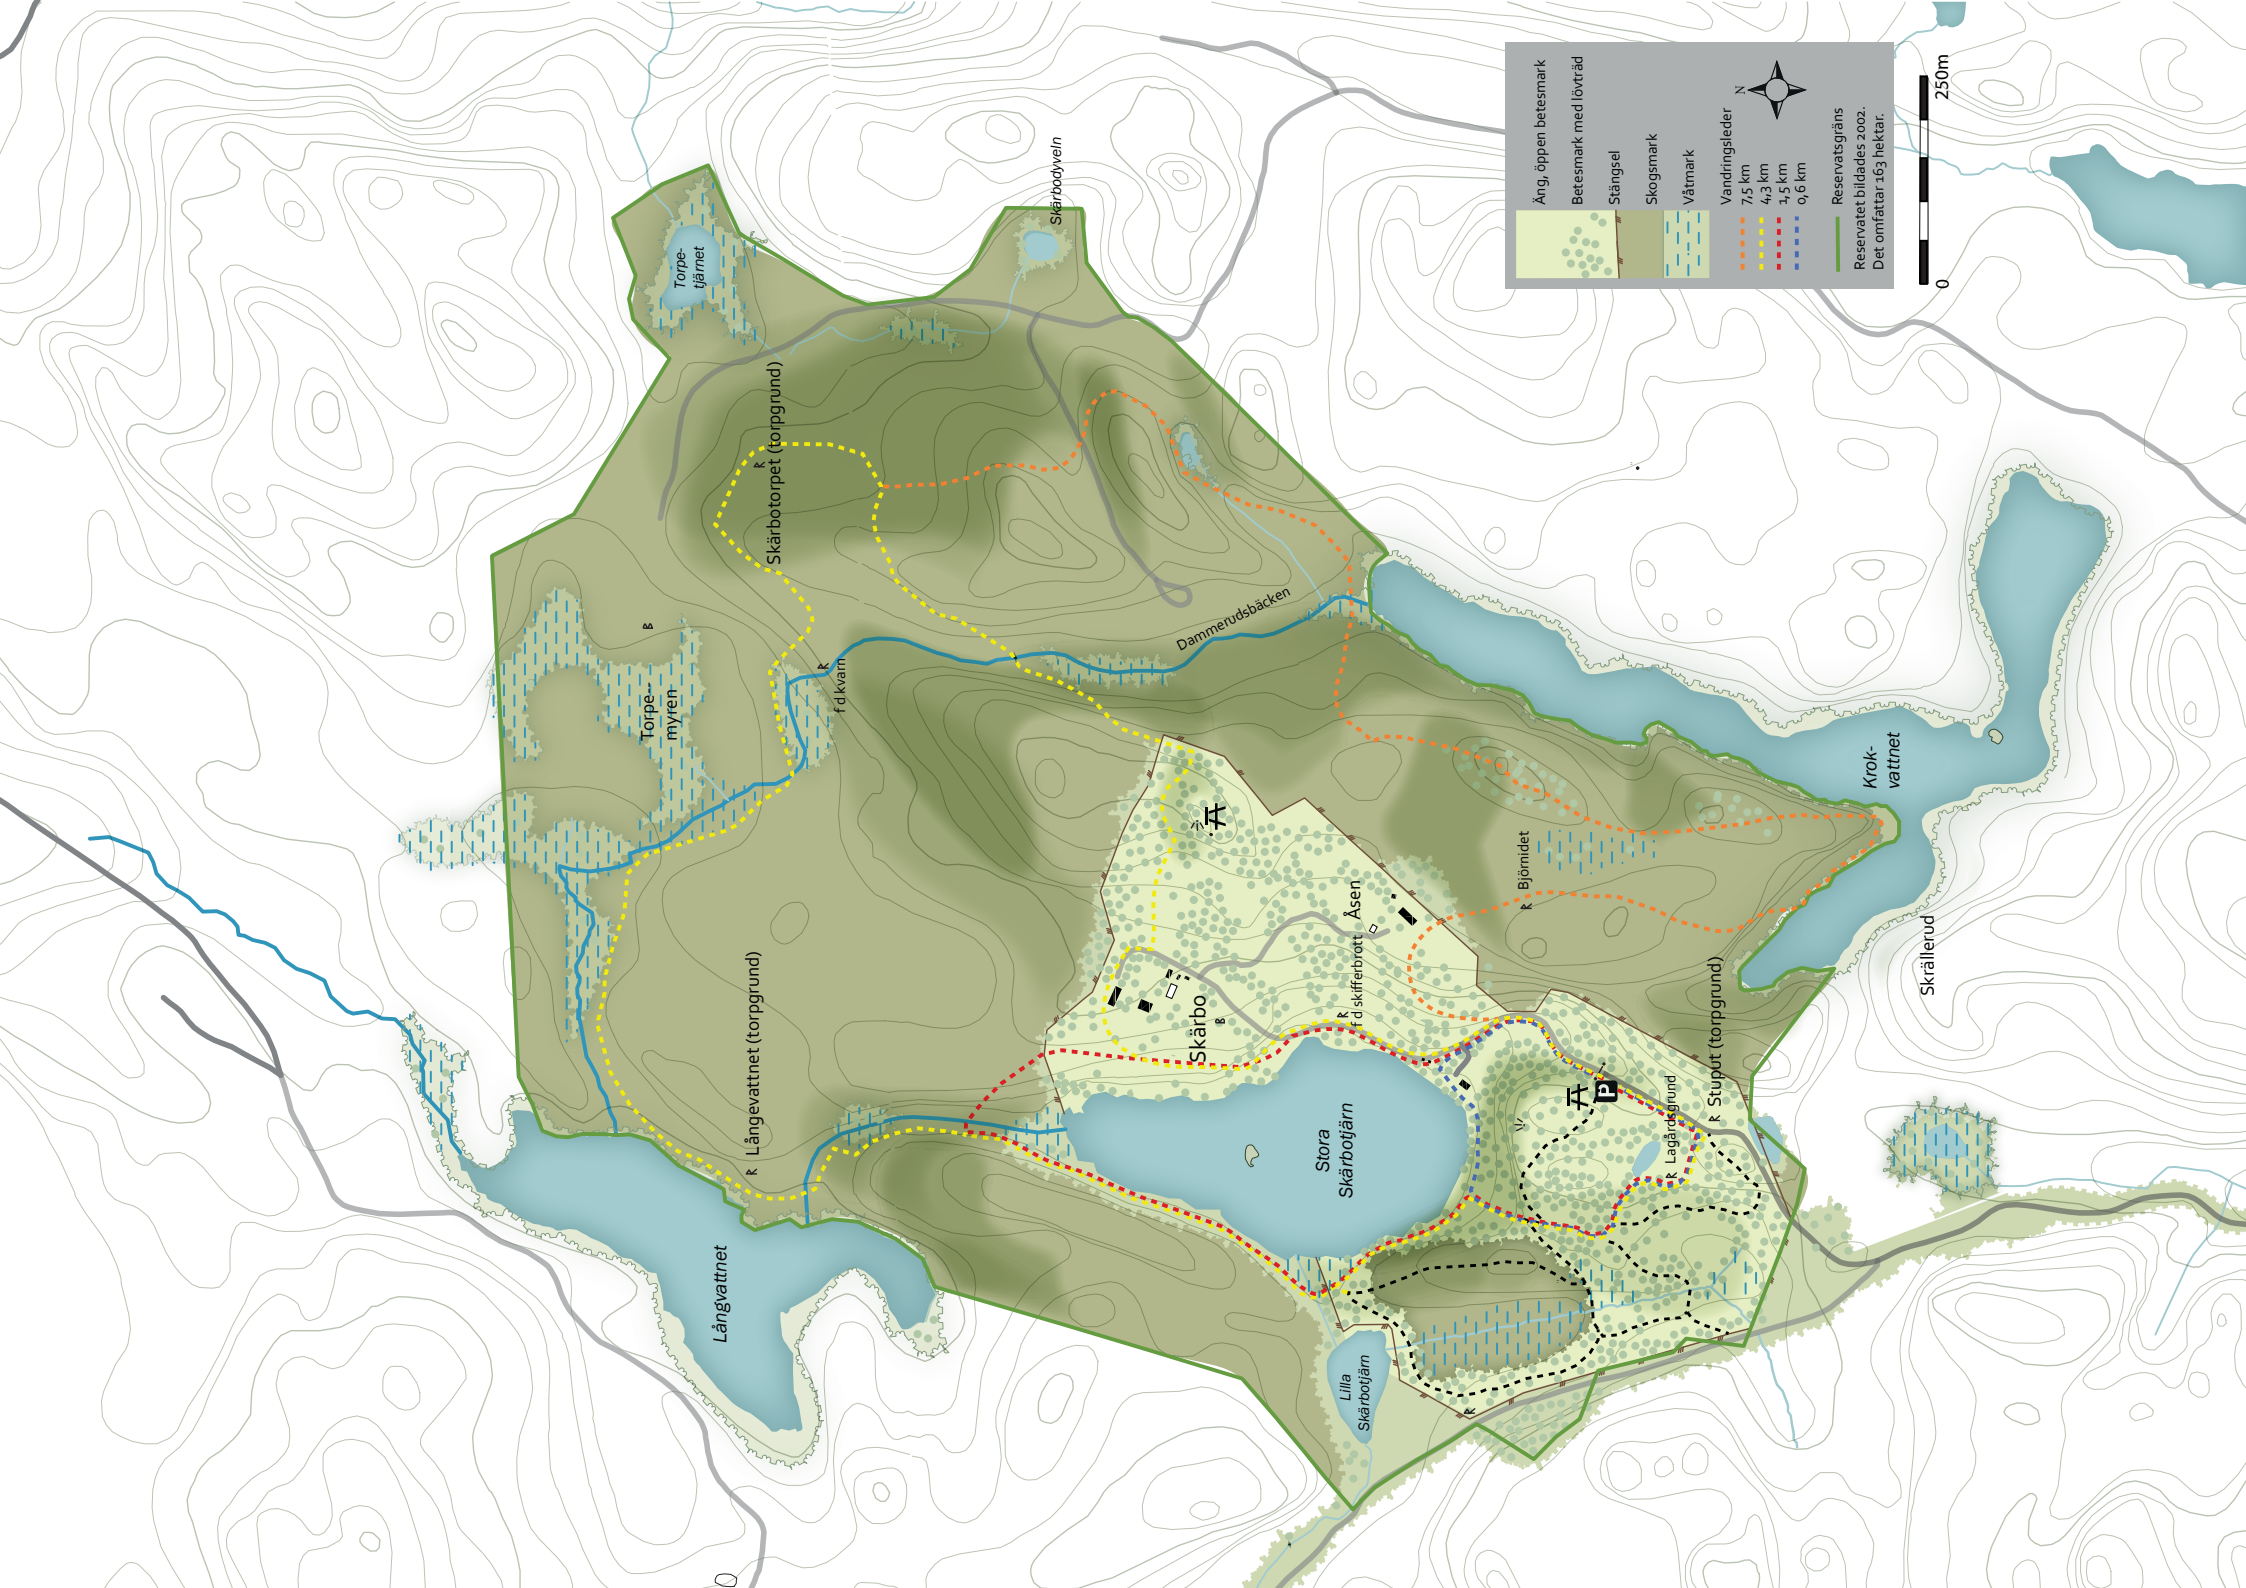 Äng, öppen betesmark
Betesmark med lövträd
Stängsel
Skogsmark
Våtmark
Vandringsleder
7,5 km
4,3 km
1,5 km
0,6 km
N
Reservatsgräns
Reservatet bildades 2002.
Det omfattar 163 hektar.
0
250m
Torpe-
tjärnet
Skärbodyveln
Skärbotorpet (torpgrund)
R
Torpe-
myren
B
R
f d kvarn
Dammerudsbäcken
Långevattnet (torpgrund)
R
Långvattnet
Skärbo
B
Åsen
f d skifferbrott
R
Björnidet
R
Krok-
vattnet
Skrällerud
Stuput (torpgrund)
R
Lagårdsgrund
R
P
Stora
Skärbotjärn
Lilla
Skärbotjärn
R